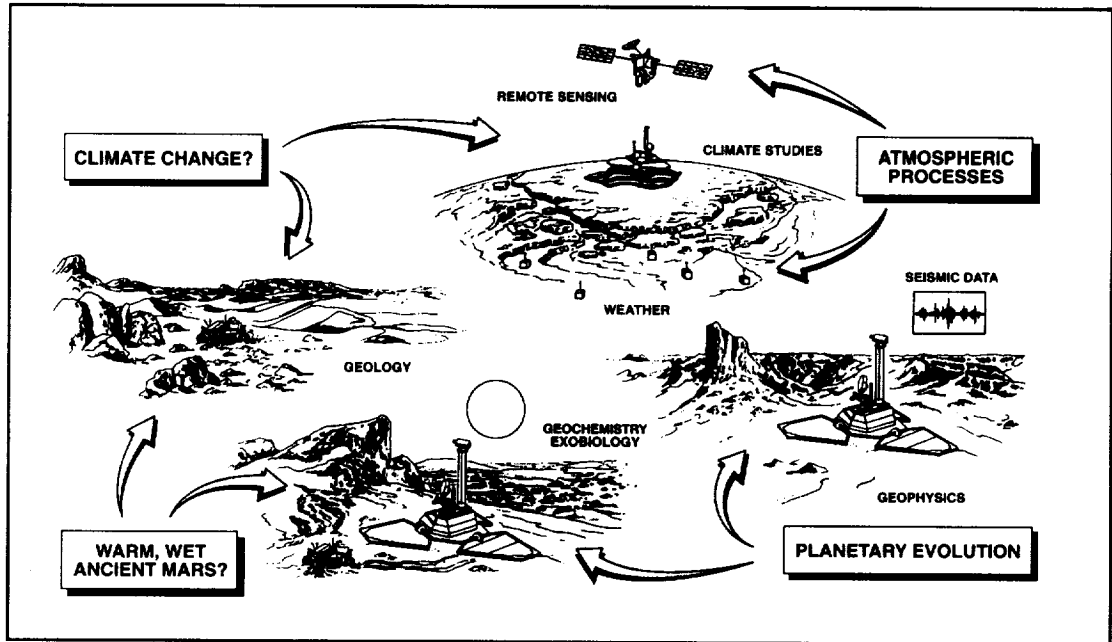 REMOTE SENSING
CLIMATE CHANGE?
CLIMATE STUDIES
ATMOSPHERIC
PROCESSES
SEISMIC DATA
WEATHER
GEOLOGY
GEOCHEMISTRY
EXOBIOLOGY
GEOPHYSICS
WARM, WET
ANCIENT MARS?
PLANETARY EVOLUTION